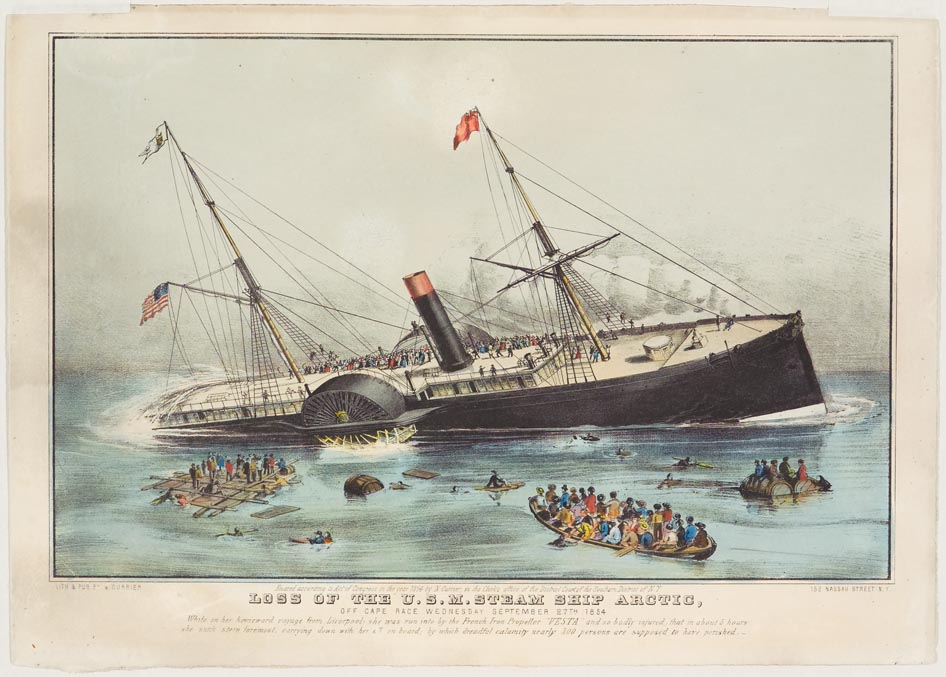 LITH & PUB. BY N. CURRIER
Entered according to Act of Congress in the year 1854 by N. Currier, in the Clerk's office of the District Court of the Southern District of N.Y.
152 NASSAU STREET N.Y.
LOSS OF THE U.S.M. STEAM SHIP ARCTIC,
OFF CAPE RACE WEDNESDAY SEPTEMBER 27TH 1854
While on her homeward voyage from Liverpool she was run into by the French Iron Propeller "VESTA" and so badly injured, that in about 5 hours
she sunk stern foremost, carrying down with her all on board; by which dreadful calamity nearly 300 persons are supposed to have perished.—